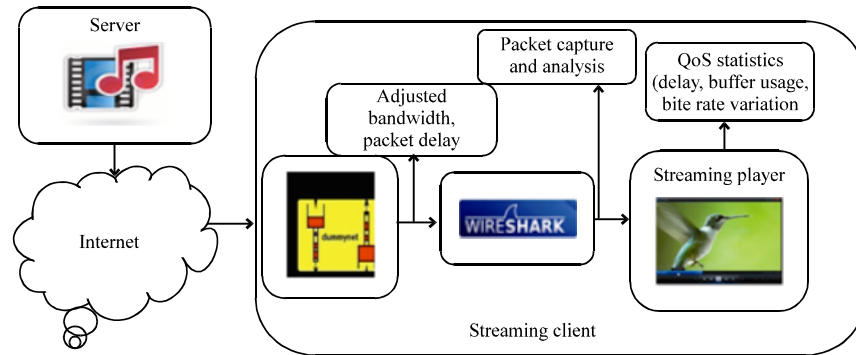 Server
Packet capture
and analysis
QoS statistics
(delay, buffer usage,
bite rate variation
Adjusted
bandwidth,
packet delay
Internet
dummynet
WIRESHARK
Streaming player
Streaming client